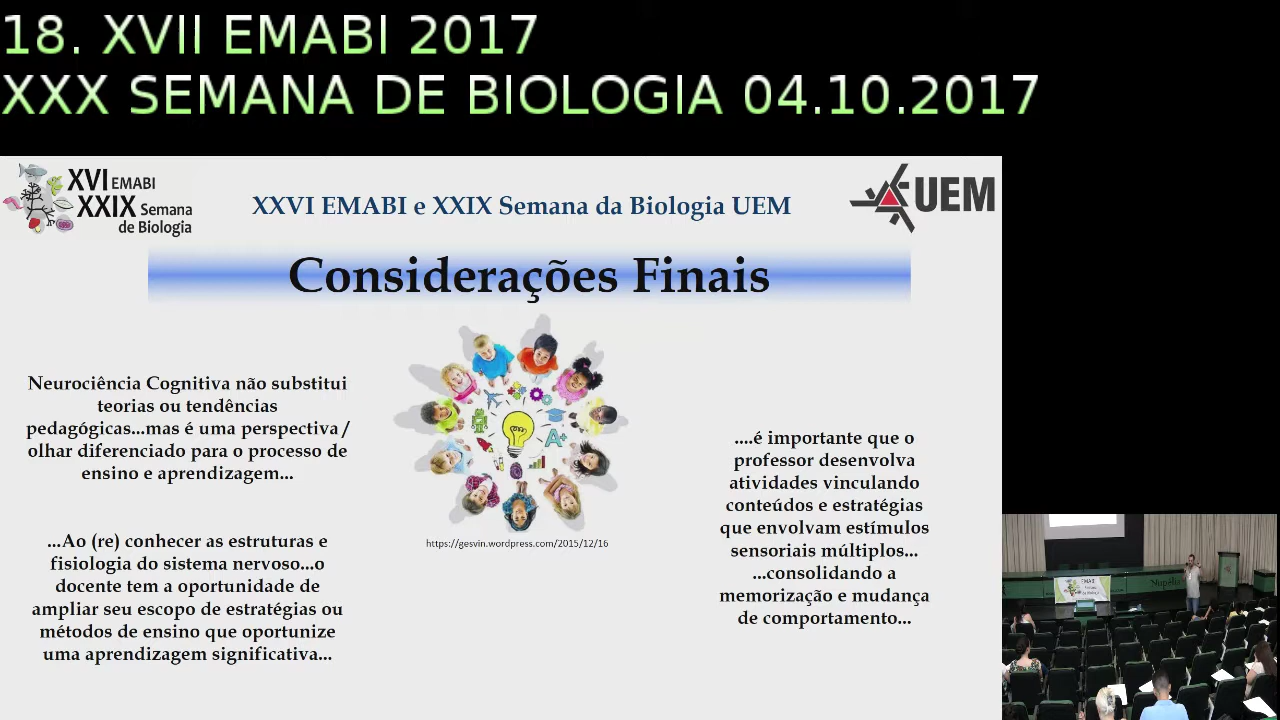 18. XVII EMABI 2017
XXX SEMANA DE BIOLOGIA 04.10.2017
XVI EMABI
XXIX Semana
de Biologia
XXVI EMABI e XXIX Semana da Biologia UEM
UEM
Considerações Finais
Neurociência Cognitiva não substitui
teorias ou tendências
pedagógicas...mas é uma perspectiva /
olhar diferenciado para o processo de
ensino e aprendizagem...
...Ao (re) conhecer as estruturas e
fisiologia do sistema nervoso...o
docente tem a oportunidade de
ampliar seu escopo de estratégias ou
métodos de ensino que oportunize
uma aprendizagem significativa...
A+
https://gesvin.wordpress.com/2015/12/16
....é importante que o
professor desenvolva
atividades vinculando
conteúdos e estratégias
que envolvam estímulos
sensoriais múltiplos...
...consolidando a
memorização e mudança
de comportamento...
EMABI